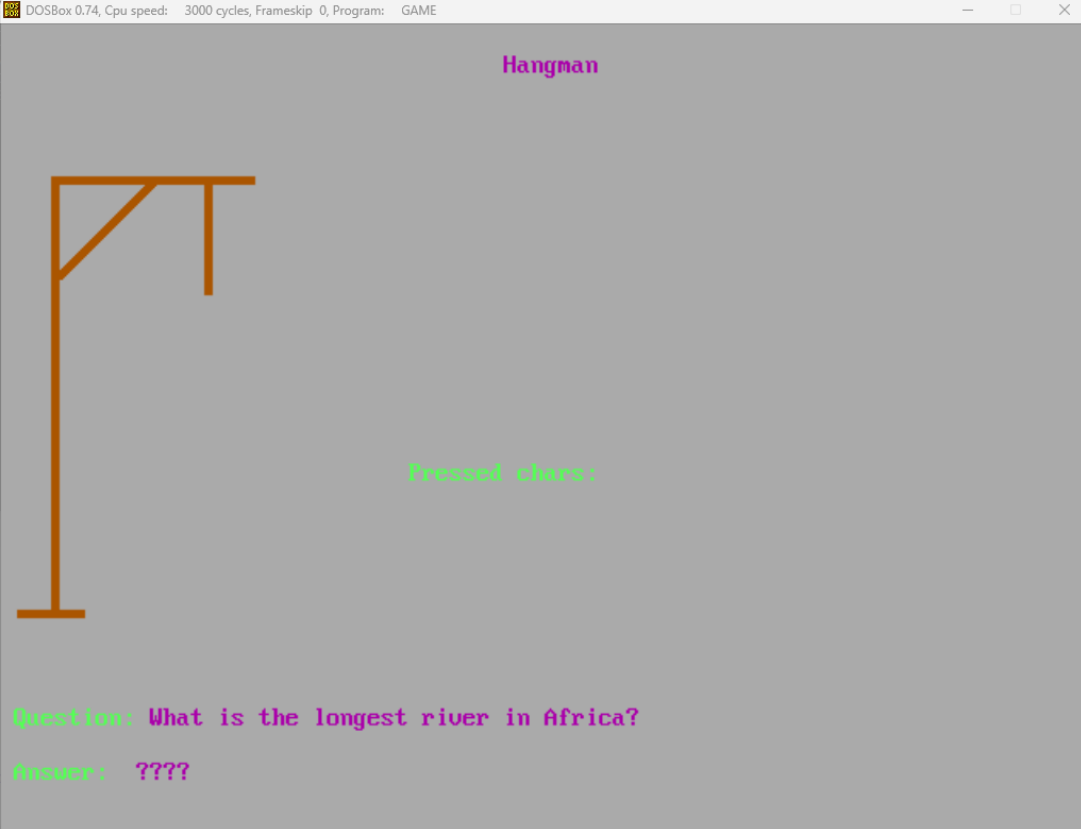 DOSBox 0.74, Cpu speed: 3000 cycles, Frameskip 0, Program: GAME
Hangman
Pressed chars:
Question: What is the longest river in Africa?
Answer: ????